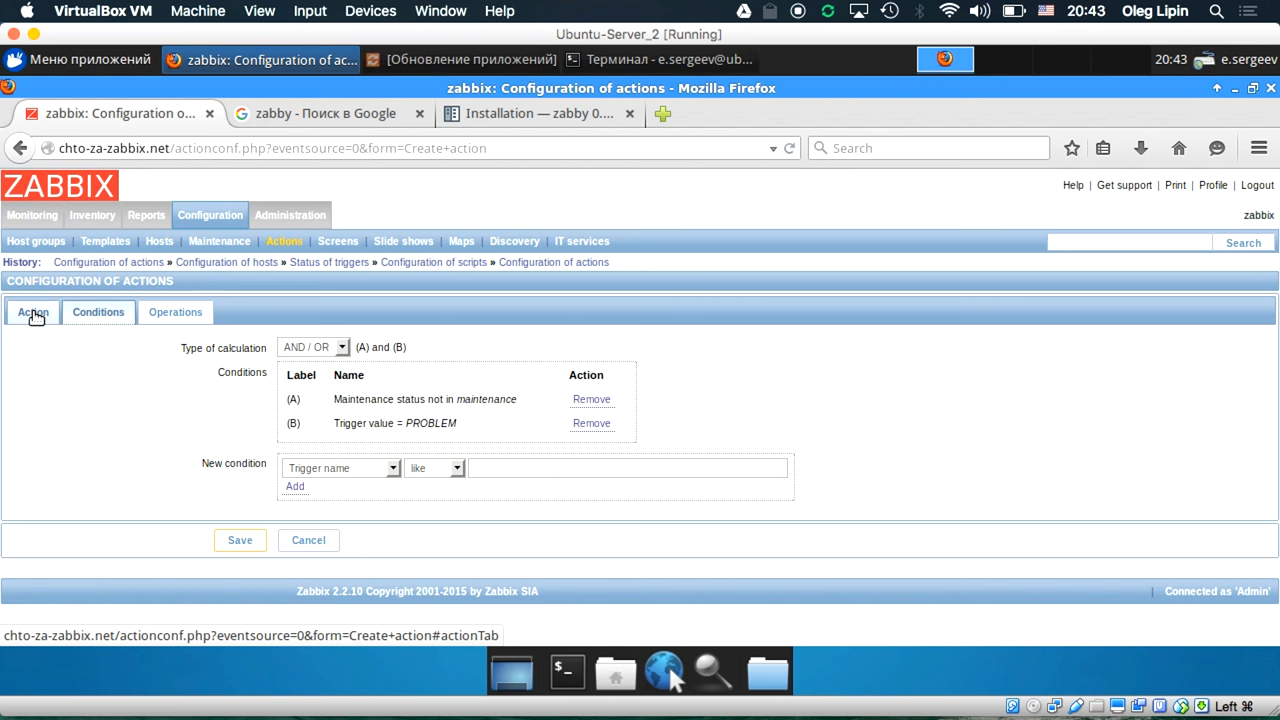 VirtualBox VM Machine View Input Devices Window Help 20:43 Oleg Lipin
Ubuntu-Server_2 [Running]
Меню приложений zabbix: Configuration of ac... [Обновление приложений] Терминал - e.sergeev@ub... 20:43 e.sergeev
zabbix: Configuration of actions - Mozilla Firefox
zabbix: Configuration o... zabby - Поиск в Google Installation — zabby 0....
chto-za-zabbix.net/actionconf.php?eventsource=0&form=Create+action Search
ZABBIX
Help | Get support | Print | Profile | Logout
Monitoring Inventory Reports Configuration Administration zabbix
Host groups | Templates | Hosts | Maintenance | Actions | Screens | Slide shows | Maps | Discovery | IT services Search
History: Configuration of actions » Configuration of hosts » Status of triggers » Configuration of scripts » Configuration of actions
CONFIGURATION OF ACTIONS
Action Conditions Operations
Type of calculation AND / OR (A) and (B)
Conditions Label Name Action
(A) Maintenance status not in maintenance Remove
(B) Trigger value = PROBLEM Remove
New condition Trigger name like
Add
Save Cancel
Zabbix 2.2.10 Copyright 2001-2015 by Zabbix SIA | Connected as 'Admin'
chto-za-zabbix.net/actionconf.php?eventsource=0&form=Create+action#actionTab
Left ⌘